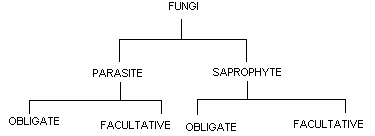 FUNGI
PARASITE SAPROPHYTE
OBLIGATE FACULTATIVE OBLIGATE FACULTATIVE